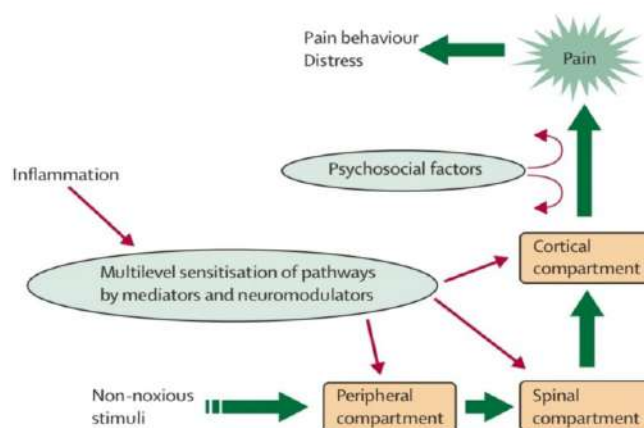 Pain behaviour
Distress
Pain
Psychosocial factors
Inflammation
Multilevel sensitisation of pathways
by mediators and neuromodulators
Cortical
compartment
Non-noxious
stimuli
Peripheral
compartment
Spinal
compartment